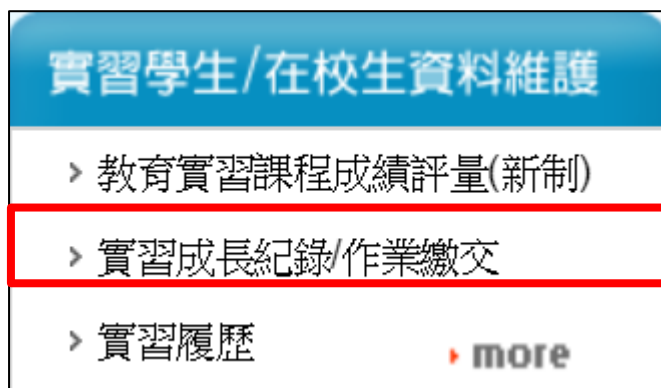 實習學生/在校生資料維護
教育實習課程成績評量(新制)
實習成長紀錄/作業繳交
實習履歷
more